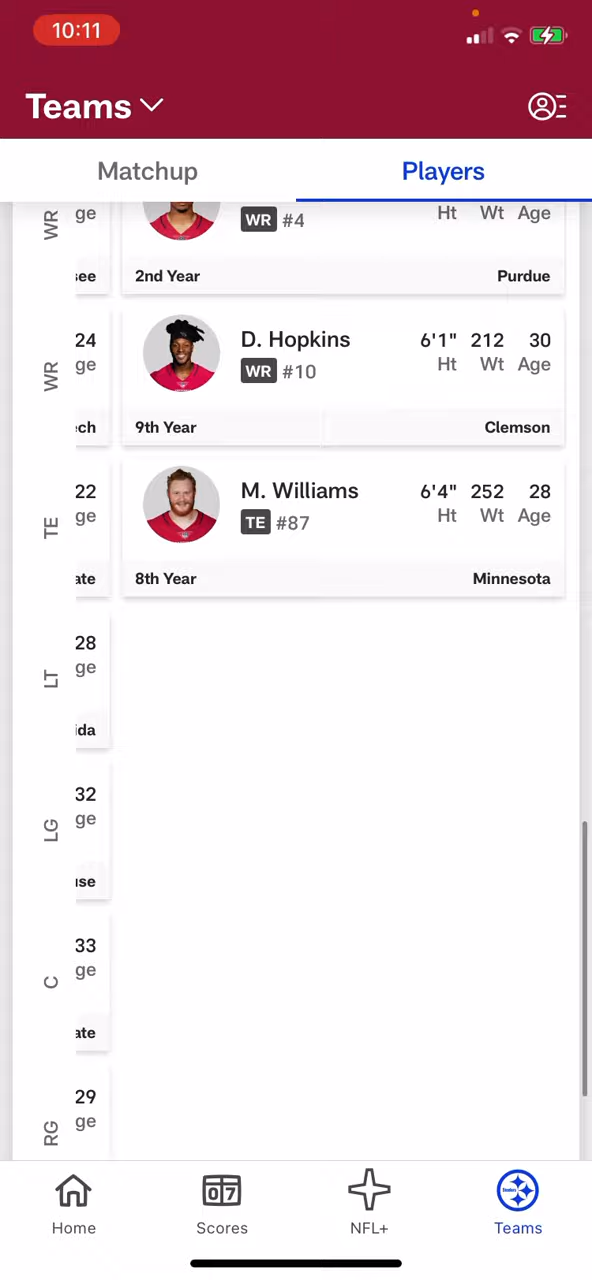 10:11
Teams
Matchup
Players
WR
ge
WR #4
Ht Wt Age
see
2nd Year
Purdue
WR
24
ge
D. Hopkins
6'1" 212 30
WR #10
Ht Wt Age
ch
9th Year
Clemson
TE
22
ge
M. Williams
6'4" 252 28
TE #87
Ht Wt Age
ate
8th Year
Minnesota
LT
28
ge
ida
LG
32
ge
use
C
33
ge
ate
RG
29
ge
07
Steelers
Home
Scores
NFL+
Teams